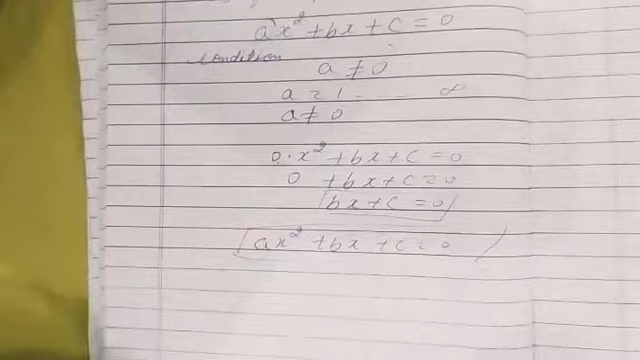 ax² + bx + c = 0
Condition
a ≠ 0
a = 1 - - - ∞
a ≠ 0
0·x² + bx + c = 0
0 + bx + c = 0
bx + c = 0
ax² + bx + c = 0